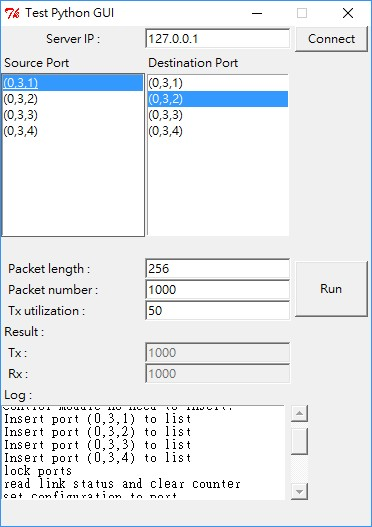 Test Python GUI
Server IP : 127.0.0.1 Connect
Source Port Destination Port
(0,3,1) (0,3,1)
(0,3,2) (0,3,2)
(0,3,3) (0,3,3)
(0,3,4) (0,3,4)
Packet length : 256
Packet number : 1000
Run
Tx utilization : 50
Result :
Tx : 1000
Rx : 1000
Log :
Control module no need to insert.
Insert port (0,3,1) to list
Insert port (0,3,2) to list
Insert port (0,3,3) to list
Insert port (0,3,4) to list
lock ports
read link status and clear counter
set configuration to port